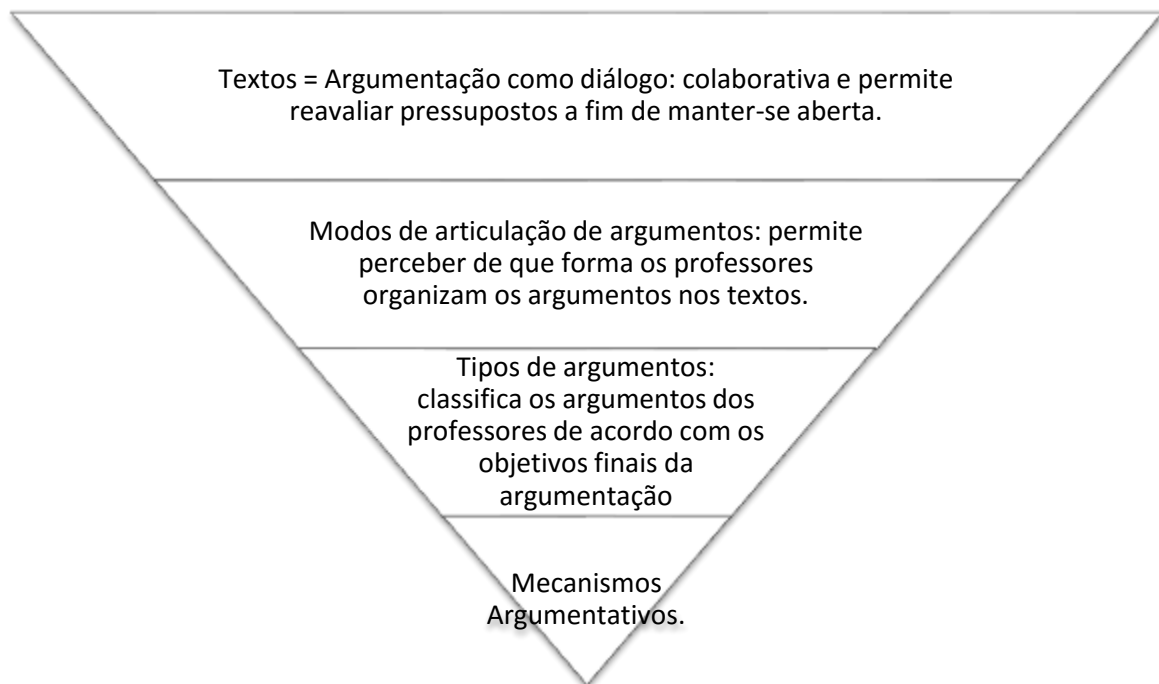 Textos = Argumentação como diálogo: colaborativa e permite
reavaliar pressupostos a fim de manter-se aberta.
Modos de articulação de argumentos: permite
perceber de que forma os professores
organizam os argumentos nos textos.
Tipos de argumentos:
classifica os argumentos dos
professores de acordo com os
objetivos finais da
argumentação
Mecanismos
Argumentativos.